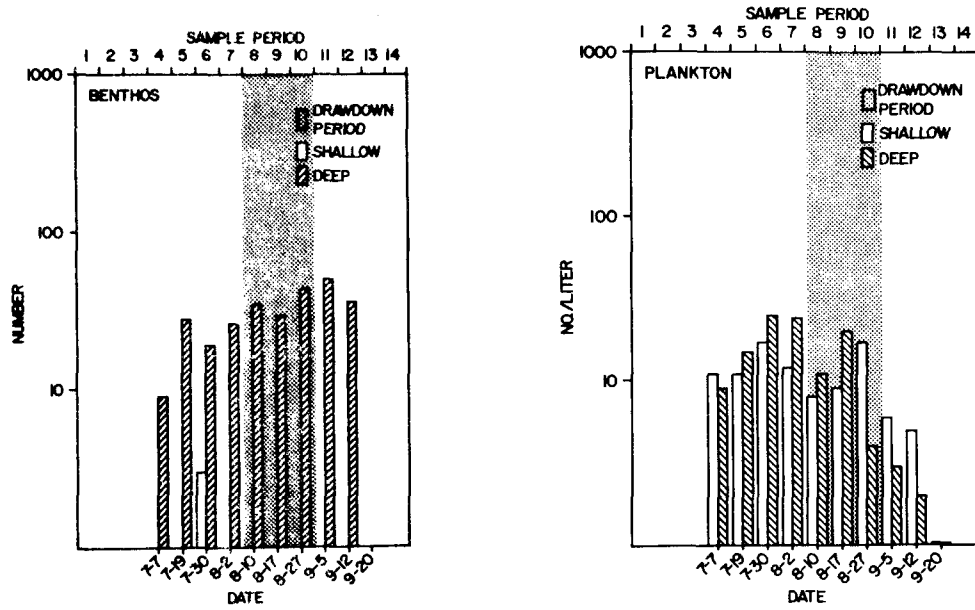 SAMPLE PERIOD
1 2 3 4 5 6 7 8 9 10 11 12 13 14
1000
BENTHOS
DRAWDOWN
PERIOD
SHALLOW
DEEP
100
NUMBER
10
7-7
7-19
7-30
8-2
8-10
8-17
8-27
9-5
9-12
9-20
DATE
SAMPLE PERIOD
1 2 3 4 5 6 7 8 9 10 11 12 13 14
1000
PLANKTON
DRAWDOWN
PERIOD
SHALLOW
DEEP
100
NO./LITER
10
7-7
7-19
7-30
8-2
8-10
8-17
8-27
9-5
9-12
9-20
DATE